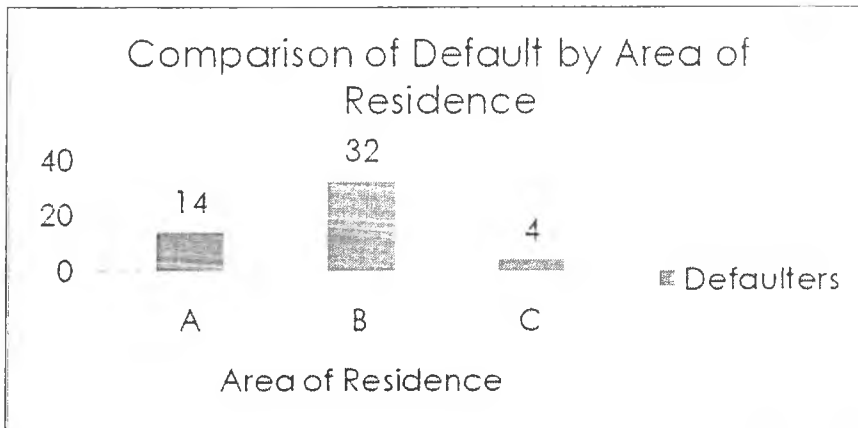 Comparison of Default by Area of
Residence
40
20
0
14
32
4
A
B
C
Defaulters
Area of Residence